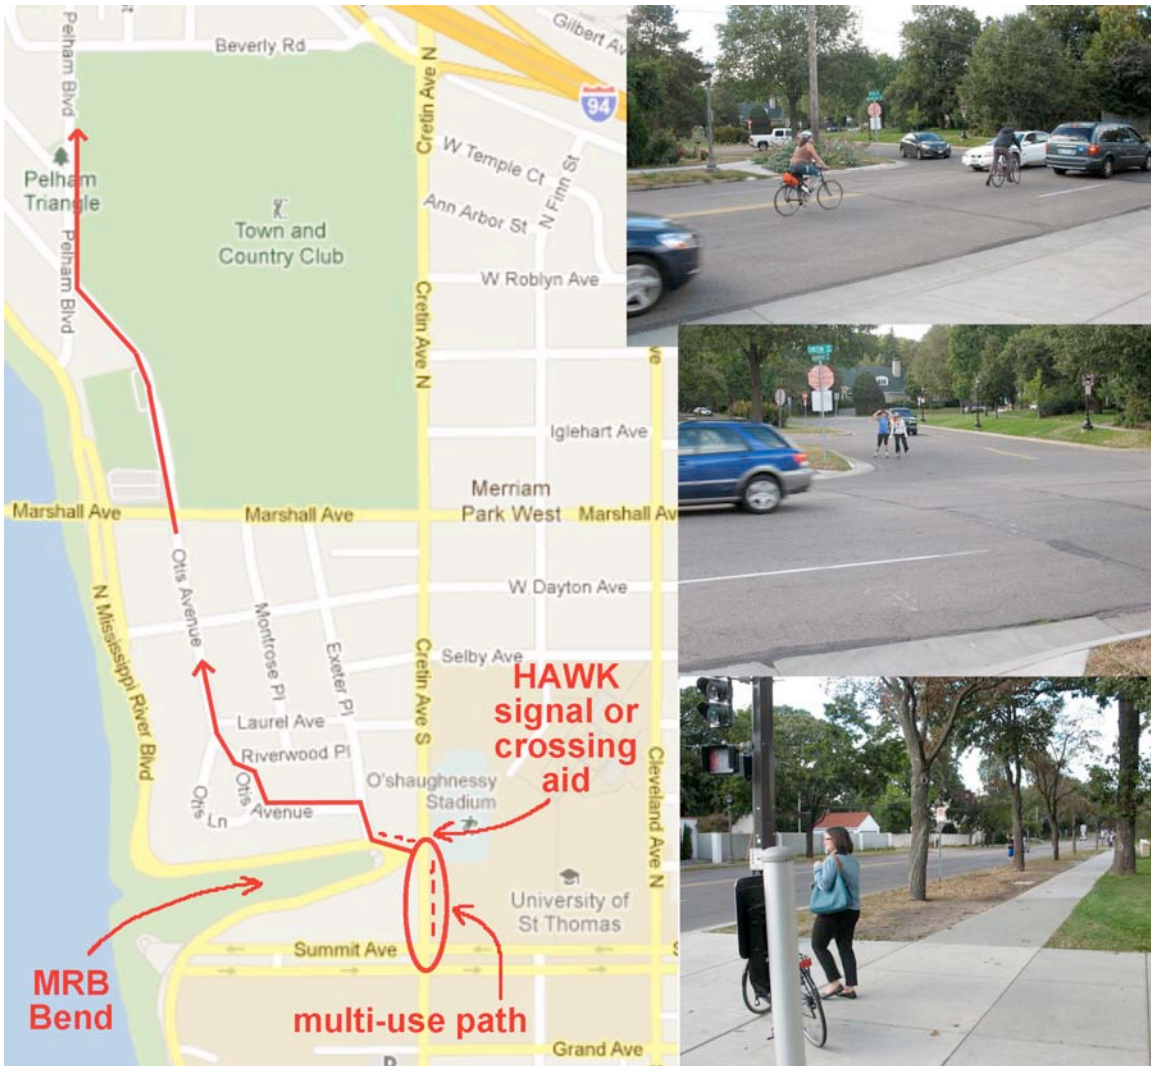 Beverly Rd
Gilbert Av
Pelham Blvd
Cretin Ave N
94
W Temple Ct
N Finn St
Pelham
Triangle
Ann Arbor St
Town and
Country Club
Pelham Blvd
W Roblyn Ave
Cretin Ave N
Ave
Iglehart Ave
Merriam
Park West
Marshall Ave
Marshall Ave
Marshall Av
Otis Avenue
W Dayton Ave
N Mississippi River Blvd
Montrose Pl
Exeter Pl
Cretin Ave S
Selby Ave
HAWK
signal or
crossing
aid
Laurel Ave
Riverwood Pl
Otis Ln
Otis Avenue
O'shaughnessy
Stadium
Cleveland Ave N
University of
St Thomas
Summit Ave
S
MRB
Bend
multi-use path
Grand Ave